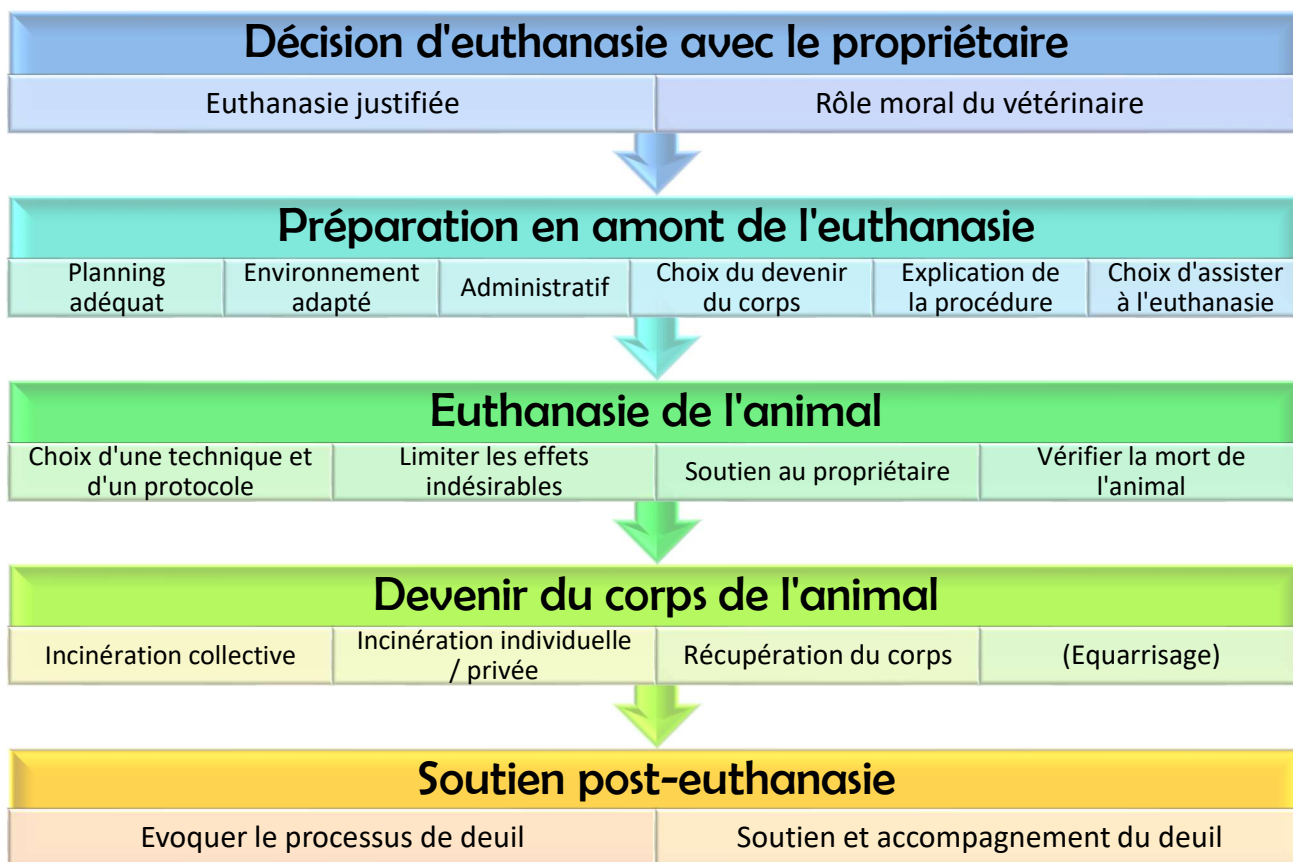 Décision d'euthanasie avec le propriétaire
Euthanasie justifiée
Rôle moral du vétérinaire
Préparation en amont de l'euthanasie
Planning
adéquat
Environnement
adapté
Administratif
Choix du devenir
du corps
Explication de
la procédure
Choix d'assister
à l'euthanasie
Euthanasie de l'animal
Choix d'une technique et
d'un protocole
Limiter les effets
indésirables
Soutien au propriétaire
Vérifier la mort de
l'animal
Devenir du corps de l'animal
Incinération collective
Incinération individuelle
/ privée
Récupération du corps
(Equarrisage)
Soutien post-euthanasie
Evoquer le processus de deuil
Soutien et accompagnement du deuil